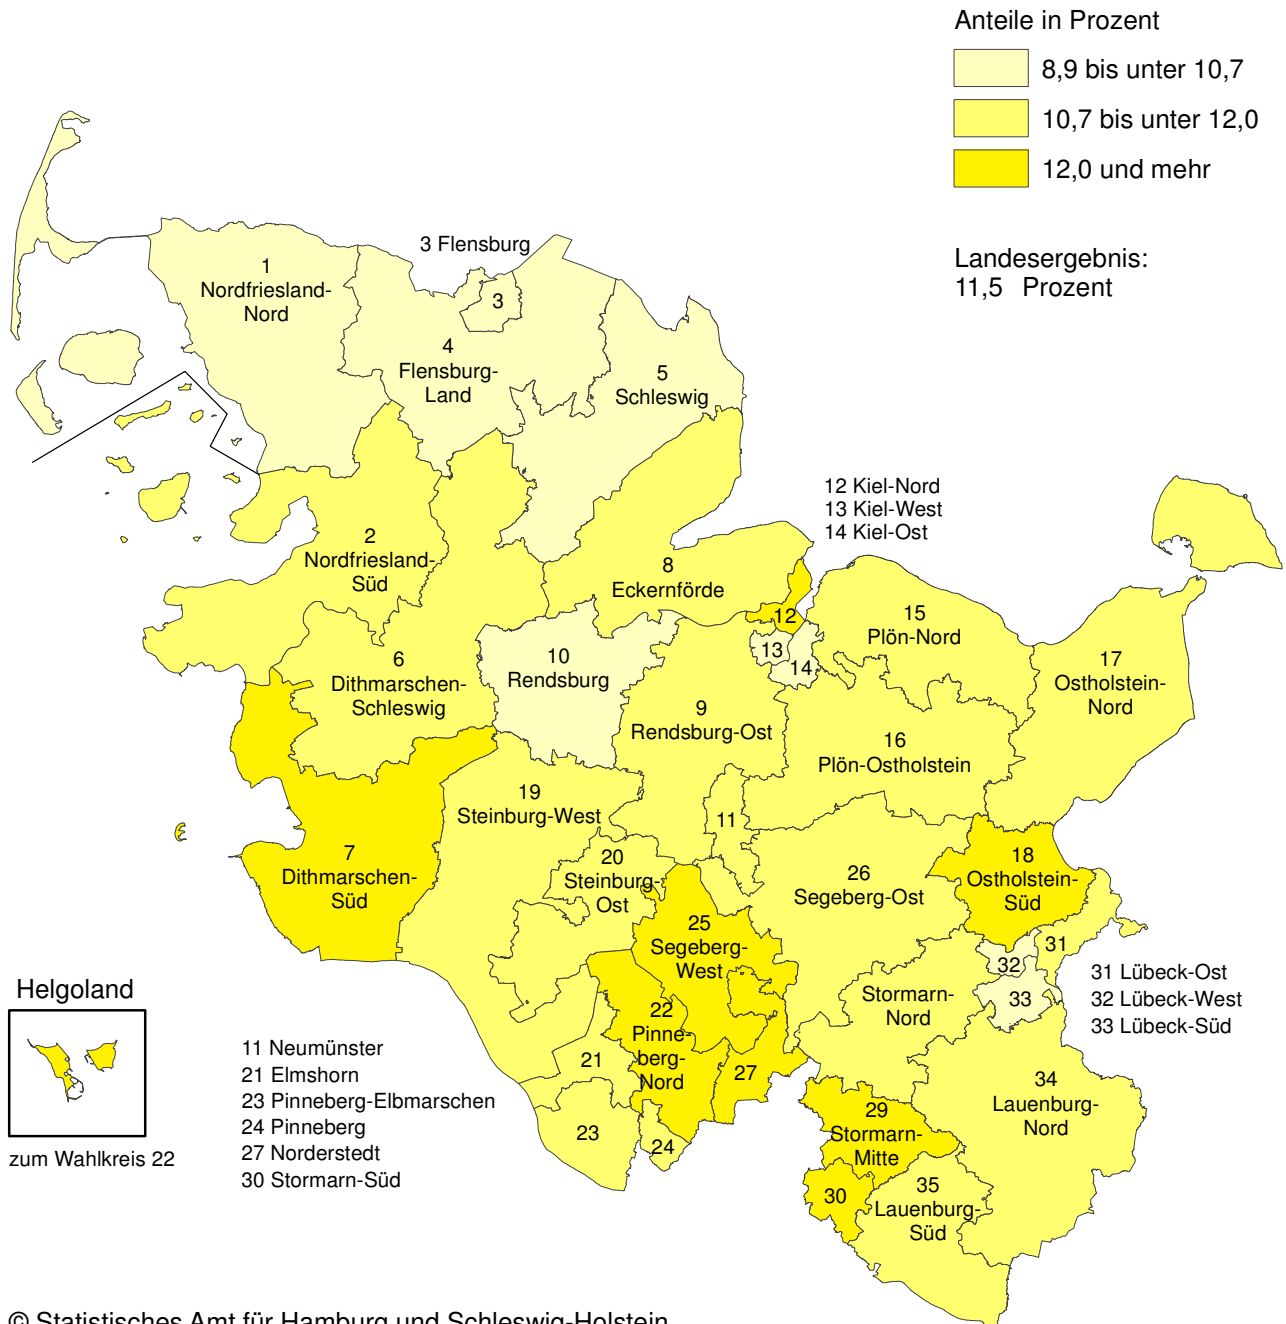 Anteile in Prozent
8,9 bis unter 10,7
10,7 bis unter 12,0
12,0 und mehr
Landesergebnis:
11,5 Prozent
3 Flensburg
1
Nordfriesland-
Nord
3
4
Flensburg-
Land
5
Schleswig
12 Kiel-Nord
13 Kiel-West
14 Kiel-Ost
2
Nordfriesland-
Süd
8
Eckernförde
12
13
14
15
Plön-Nord
17
Ostholstein-
Nord
6
Dithmarschen-
Schleswig
10
Rendsburg
9
Rendsburg-Ost
16
Plön-Ostholstein
19
Steinburg-West
11
7
Dithmarschen-
Süd
20
Steinburg-
Ost
26
Segeberg-Ost
18
Ostholstein-
Süd
25
Segeberg-
West
31
32
33
31 Lübeck-Ost
32 Lübeck-West
33 Lübeck-Süd
Stormarn-
Nord
22
Pinne-
berg-
Nord
21
27
23
24
34
Lauenburg-
Nord
29
Stormarn-
Mitte
30
35
Lauenburg-
Süd
Helgoland
zum Wahlkreis 22
11 Neumünster
21 Elmshorn
23 Pinneberg-Elbmarschen
24 Pinneberg
27 Norderstedt
30 Stormarn-Süd
© Statistisches Amt für Hamburg und Schleswig-Holstein